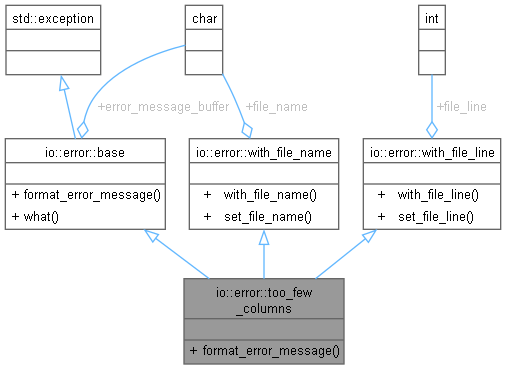 std::exception
char
int
+error_message_buffer
+file_name
+file_line
io::error::base
+ format_error_message()
+ what()
io::error::with_file_name
+ with_file_name()
+ set_file_name()
io::error::with_file_line
+ with_file_line()
+ set_file_line()
io::error::too_few
_columns
+ format_error_message()